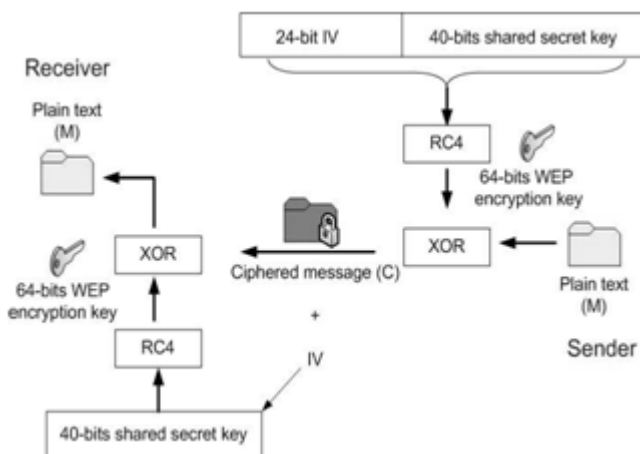 24-bit IV
40-bits shared secret key
Receiver
Plain text
(M)
RC4
64-bits WEP
encryption key
XOR
XOR
Ciphered message (C)
64-bits WEP
encryption key
Plain text
(M)
+
RC4
IV
Sender
40-bits shared secret key